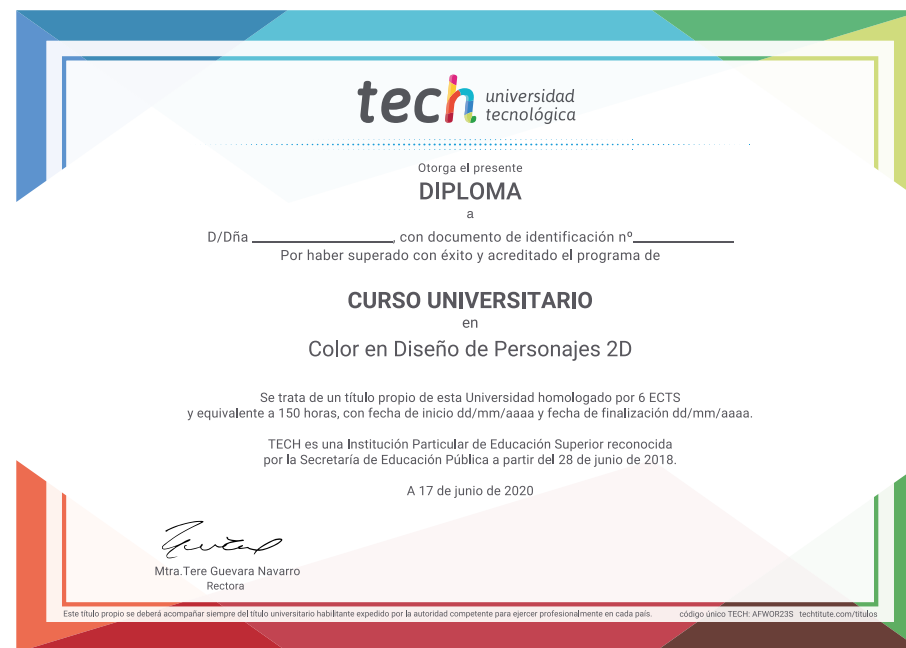 tech universidad
tecnológica
Otorga el presente
DIPLOMA
a
D/Dña ____________________, con documento de identificación nº______________
Por haber superado con éxito y acreditado el programa de
CURSO UNIVERSITARIO
en
Color en Diseño de Personajes 2D
Se trata de un título propio de esta Universidad homologado por 6 ECTS
y equivalente a 150 horas, con fecha de inicio dd/mm/aaaa y fecha de finalización dd/mm/aaaa.
TECH es una Institución Particular de Educación Superior reconocida
por la Secretaría de Educación Pública a partir del 28 de junio de 2018.
A 17 de junio de 2020
Mtra.Tere Guevara Navarro
Rectora
Este título propio se deberá acompañar siempre del título universitario habilitante expedido por la autoridad competente para ejercer profesionalmente en cada país. código único TECH: AFWOR23S techtitute.com/títulos